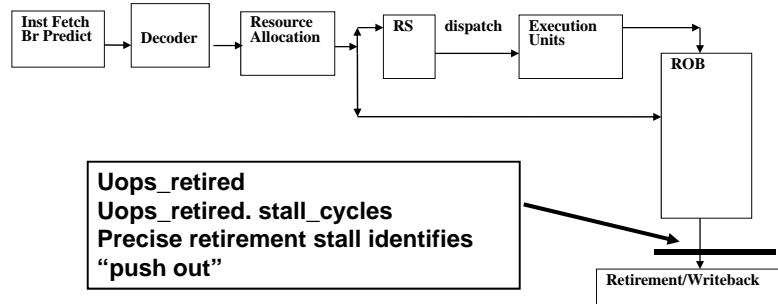 Inst Fetch
Br Predict
Decoder
Resource
Allocation
RS
dispatch
Execution
Units
ROB
Uops_retired
Uops_retired. stall_cycles
Precise retirement stall identifies
“push out”
Retirement/Writeback